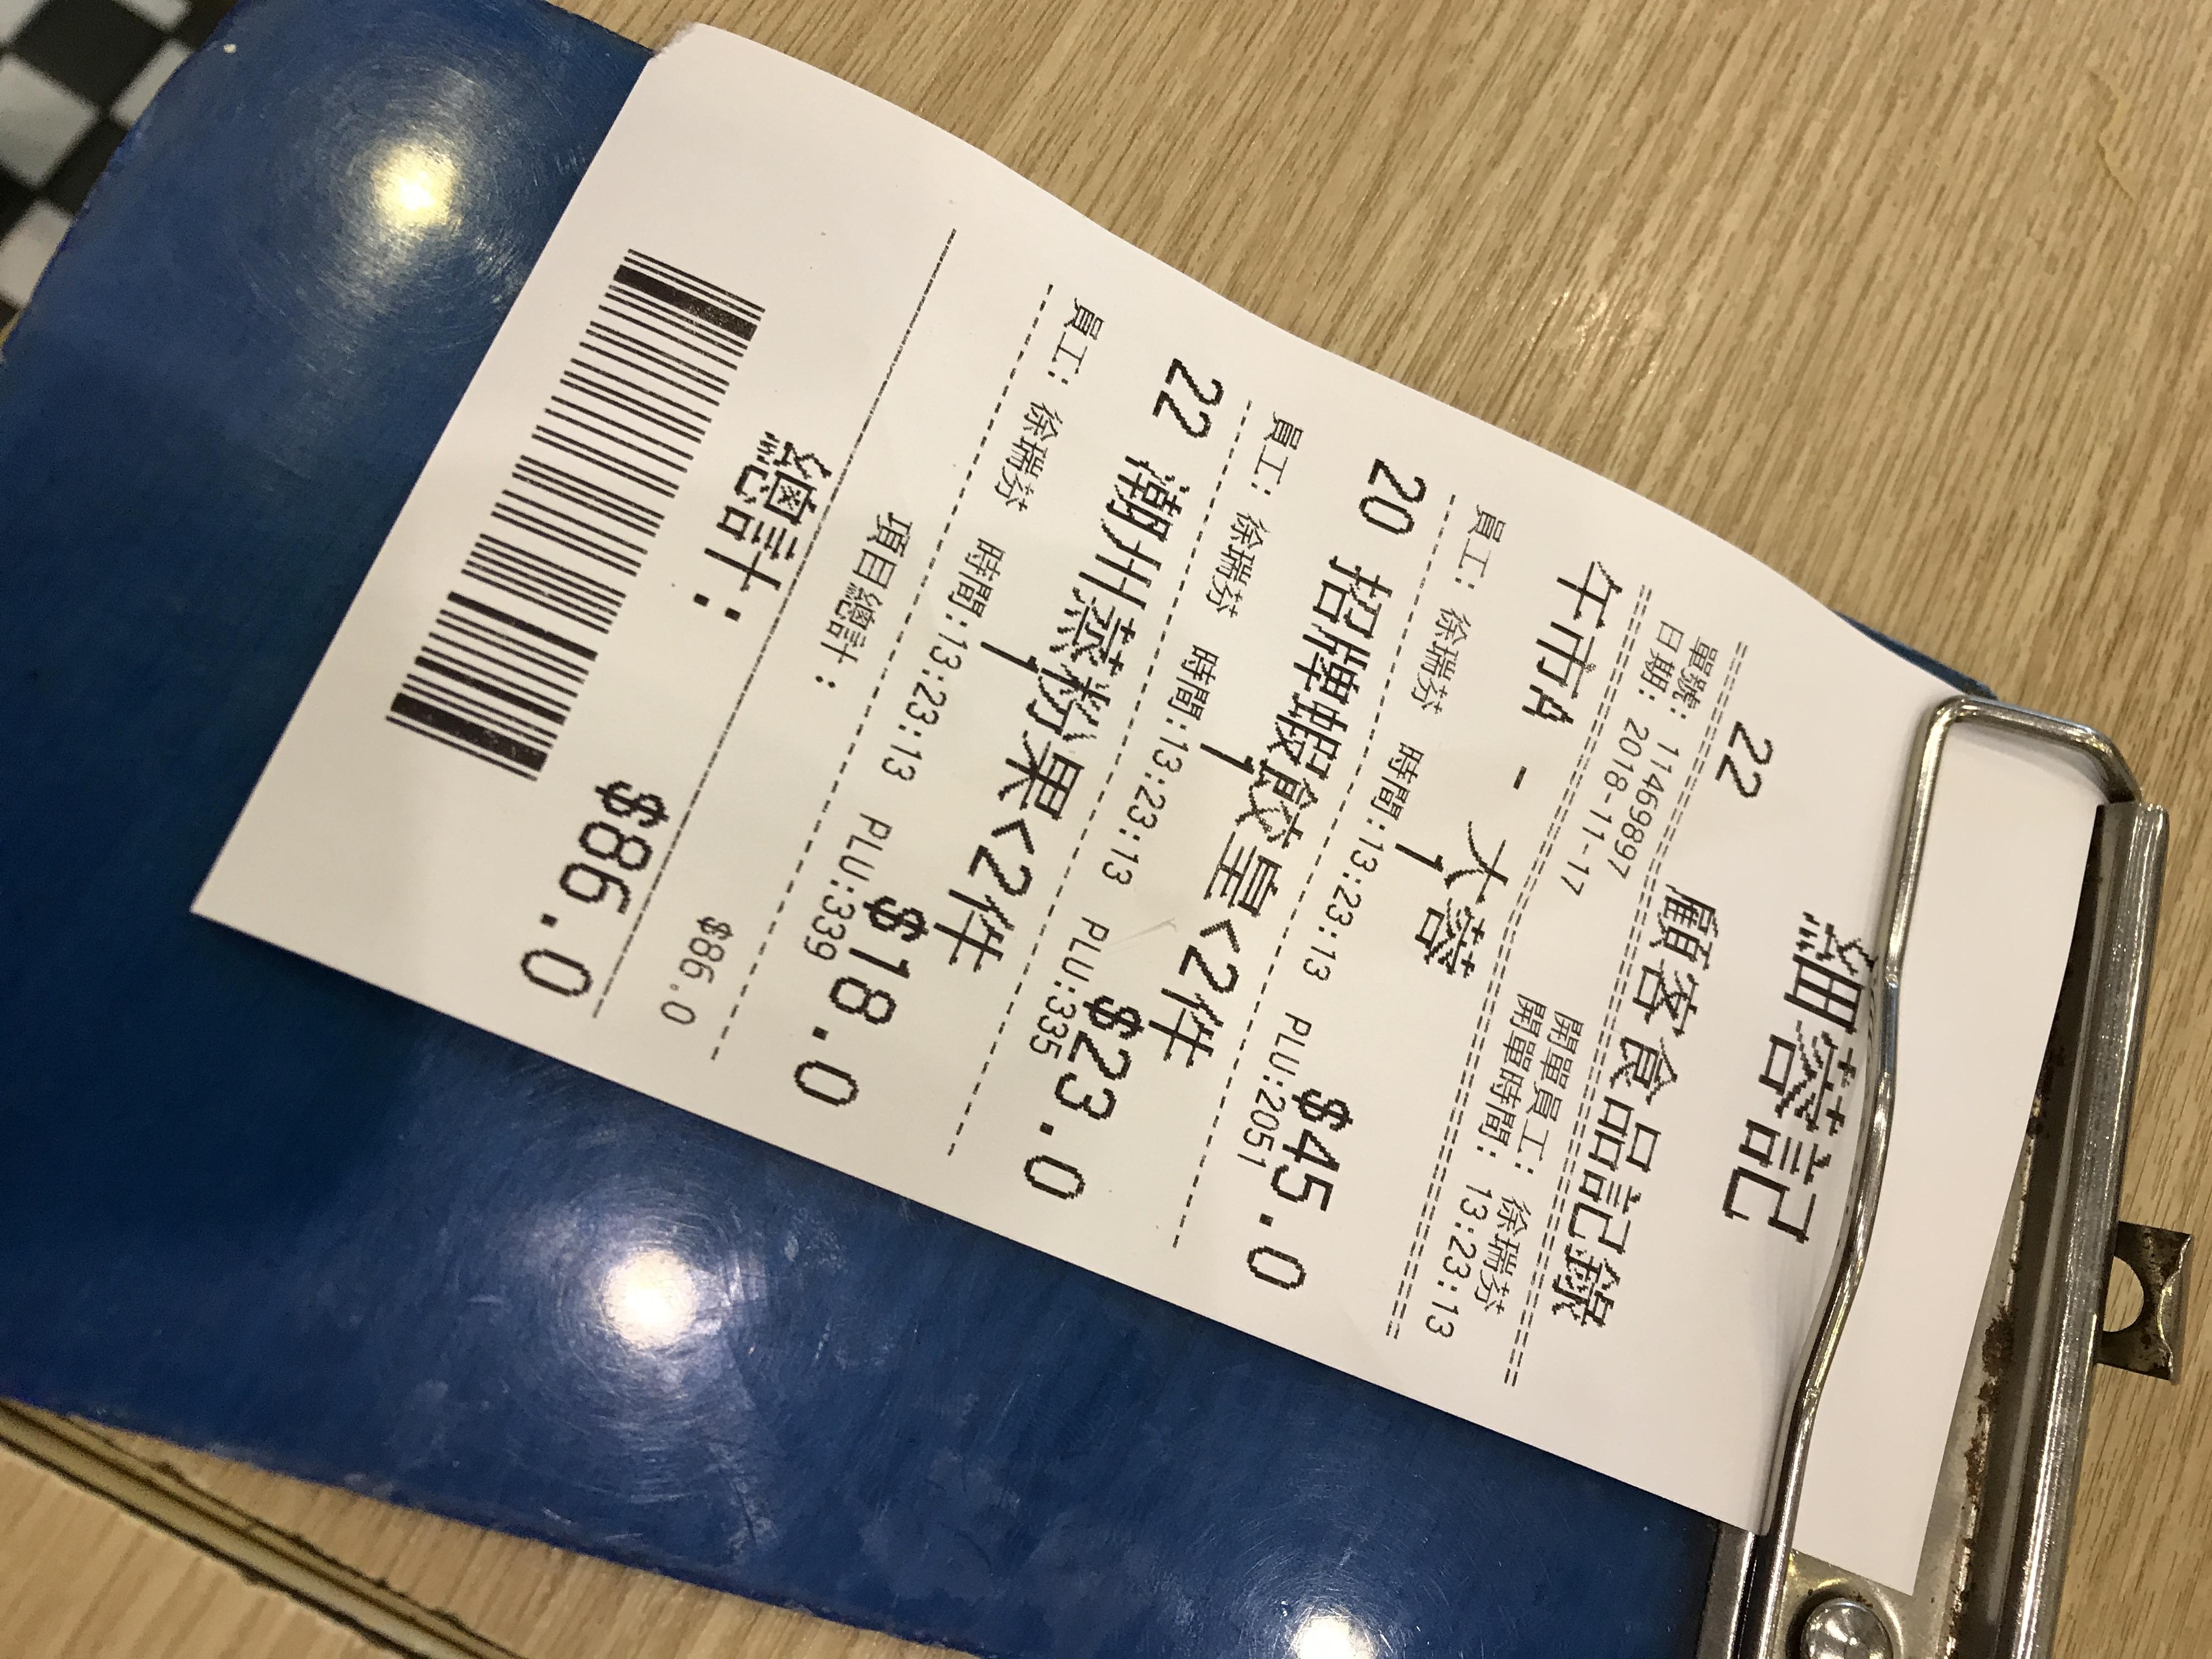 細蓉記
22 顧客食品記錄
單號: 11469897 開單員工: 徐瑞芬
日期: 2018-11-17 開單時間: 13:23:13
午市A - 大蓉
1 $45.0
員工: 徐瑞芬 時間:13:23:13 PLU:2051
20 招牌蝦餃皇<2件
1 $23.0
員工: 徐瑞芬 時間:13:23:13 PLU:335
22 潮州蒸粉果<2件
1 $18.0
員工: 徐瑞芬 時間:13:23:13 PLU:339
項目總計: $86.0
總計: $86.0